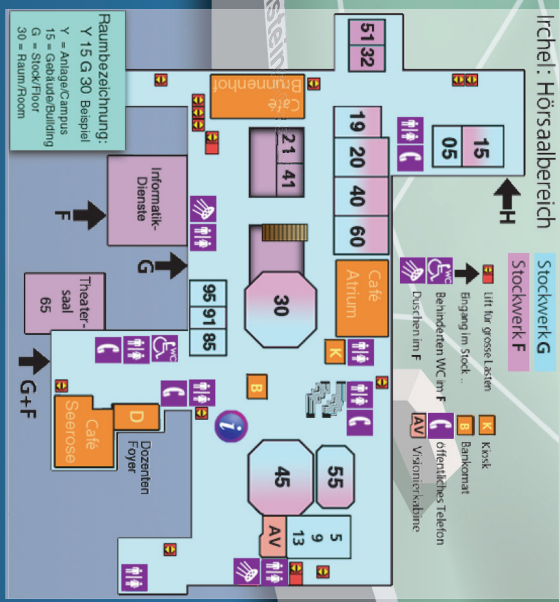 Irchel: Hörsaalbereich
Stockwerk G
Stockwerk F
Lift für grosse Lasten
Eingang im Stock ..
WC Behinderten WC im F
Duschen im F
K Kiosk
B Bankomat
öffentliches Telefon
AV Visionierkabine
H
15
05
51 32
19
20
40
60
Café
Brunnenhof
21
41
Café
Atrium
30
K
B
95 91 85
Informatik-
Dienste
F
G
Theater-
saal
65
G+F
WC
D
Dozenten
Foyer
Café
Seerose
i
45
55
AV
5
9
13
Raumbezeichnung:
Y 15 G 30 Beispiel
Y = Anlage/Campus
15 = Gebäude/Building
G = Stock/Floor
30 = Raum/Room